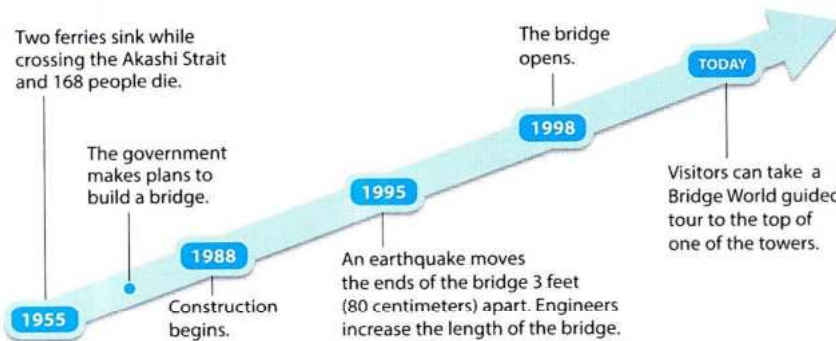 Two ferries sink while
crossing the Akashi Strait
and 168 people die.
1955
The government
makes plans to
build a bridge.
1988
Construction
begins.
1995
An earthquake moves
the ends of the bridge 3 feet
(80 centimeters) apart. Engineers
increase the length of the bridge.
The bridge
opens.
1998
TODAY
Visitors can take a
Bridge World guided
tour to the top of
one of the towers.